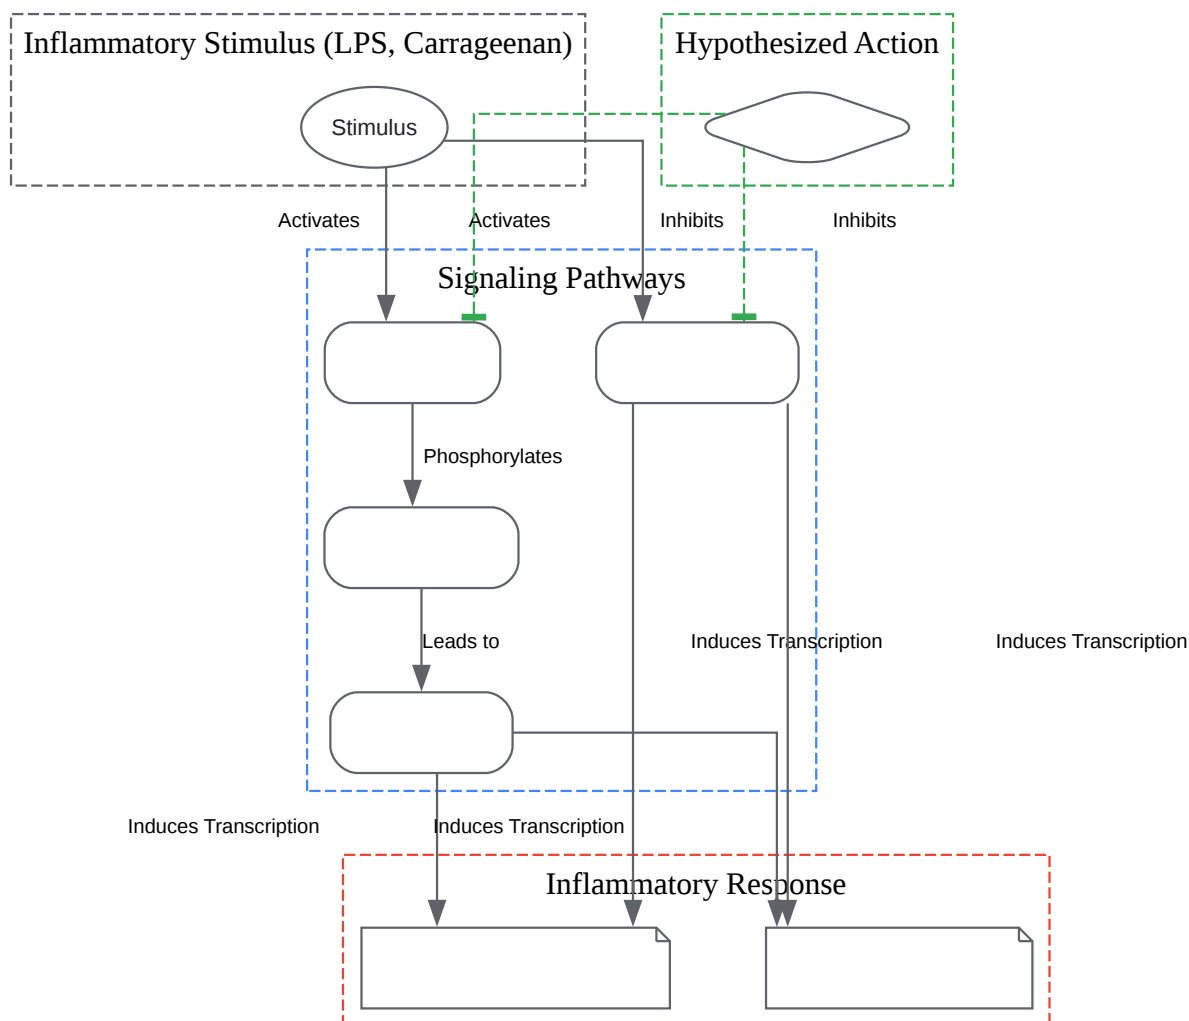 Inflammatory Stimulus (LPS, Carrageenan)
Hypothesized Action
Stimulus
Activates
Activates
Inhibits
Inhibits
Signaling Pathways
Phosphorylates
Leads to
Induces Transcription
Induces Transcription
Induces Transcription
Induces Transcription
Inflammatory Response